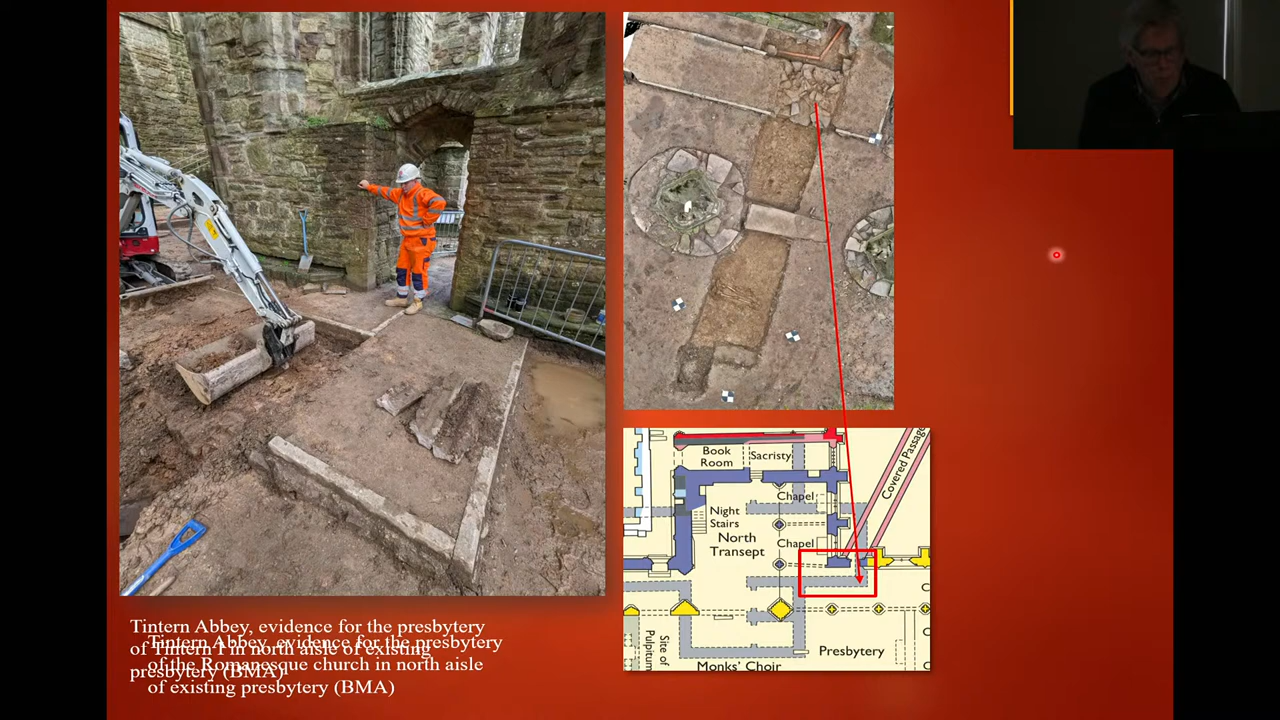 Book
Room
Sacristy
Covered Passage
Chapel
Night
Stairs
North
Transept
Chapel
Site of
Pulpitum
Monks' Choir
Presbytery
Tintern Abbey, evidence for the presbytery
of Tintern I in north aisle of existing
presbytery (BMA)
Tintern Abbey, evidence for the presbytery
of the Romanesque church in north aisle
of existing presbytery (BMA)